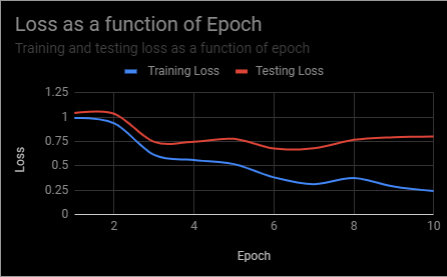 Loss as a function of Epoch
Training and testing loss as a function of epoch
Training Loss Testing Loss
1.25
1
0.75
0.5
0.25
0
Loss
2 4 6 8 10
Epoch